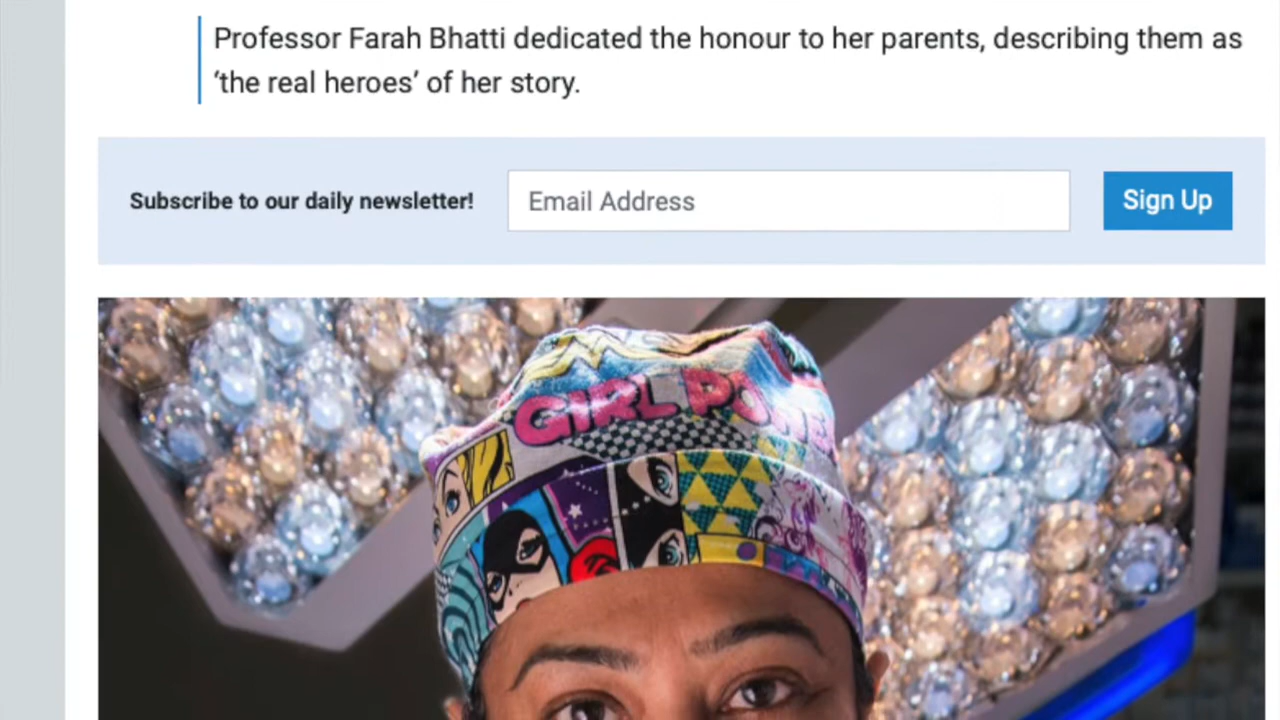 Professor Farah Bhatti dedicated the honour to her parents, describing them as
‘the real heroes’ of her story.
Subscribe to our daily newsletter!
Email Address
Sign Up
GIRL POWE